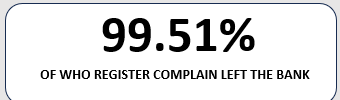 99.51%
OF WHO REGISTER COMPLAIN LEFT THE BANK